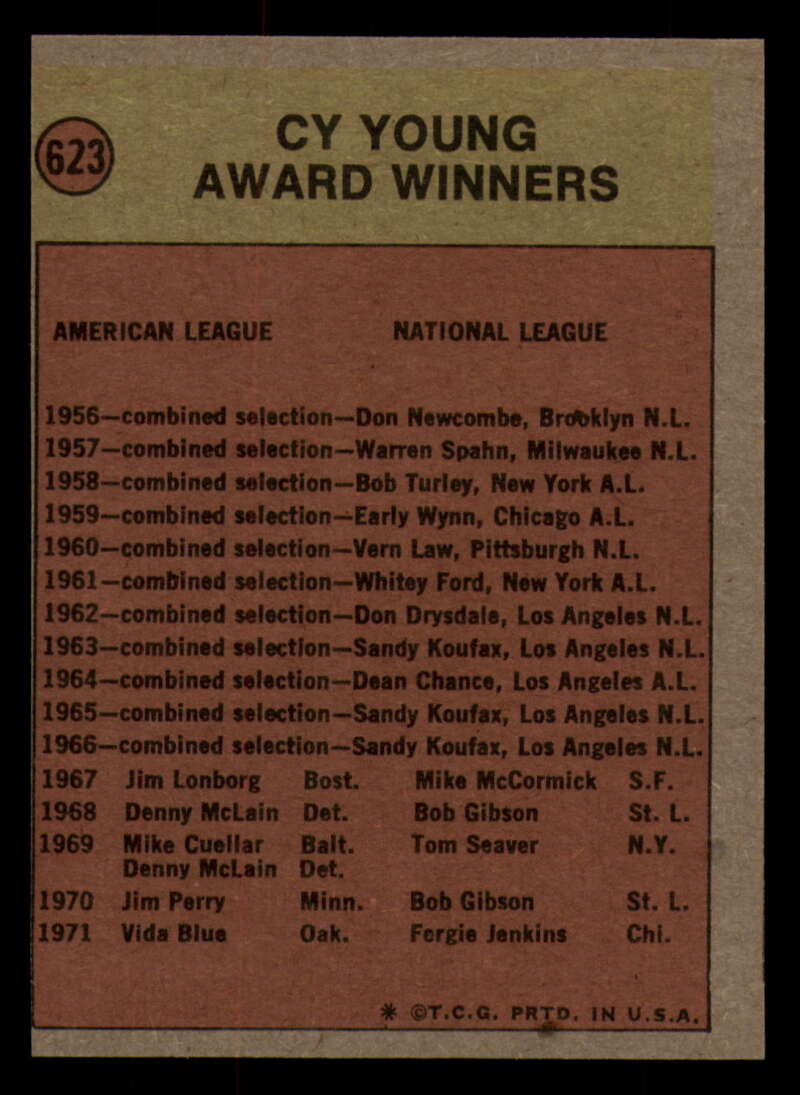 623
CY YOUNG
AWARD WINNERS
AMERICAN LEAGUE NATIONAL LEAGUE
1956—combined selection—Don Newcombe, Brooklyn N.L.
1957—combined selection—Warren Spahn, Milwaukee N.L.
1958—combined selection—Bob Turley, New York A.L.
1959—combined selection—Early Wynn, Chicago A.L.
1960—combined selection—Vern Law, Pittsburgh N.L.
1961—combined selection—Whitey Ford, New York A.L.
1962—combined selection—Don Drysdale, Los Angeles N.L.
1963—combined selection—Sandy Koufax, Los Angeles N.L.
1964—combined selection—Dean Chance, Los Angeles A.L.
1965—combined selection—Sandy Koufax, Los Angeles N.L.
1966—combined selection—Sandy Koufax, Los Angeles N.L.
1967 Jim Lonborg Bost. Mike McCormick S.F.
1968 Denny McLain Det. Bob Gibson St. L.
1969 Mike Cuellar Balt. Tom Seaver N.Y.
Denny McLain Det.
1970 Jim Perry Minn. Bob Gibson St. L.
1971 Vida Blue Oak. Fergie Jenkins Chi.
* ©T.C.G. PRTD. IN U.S.A.